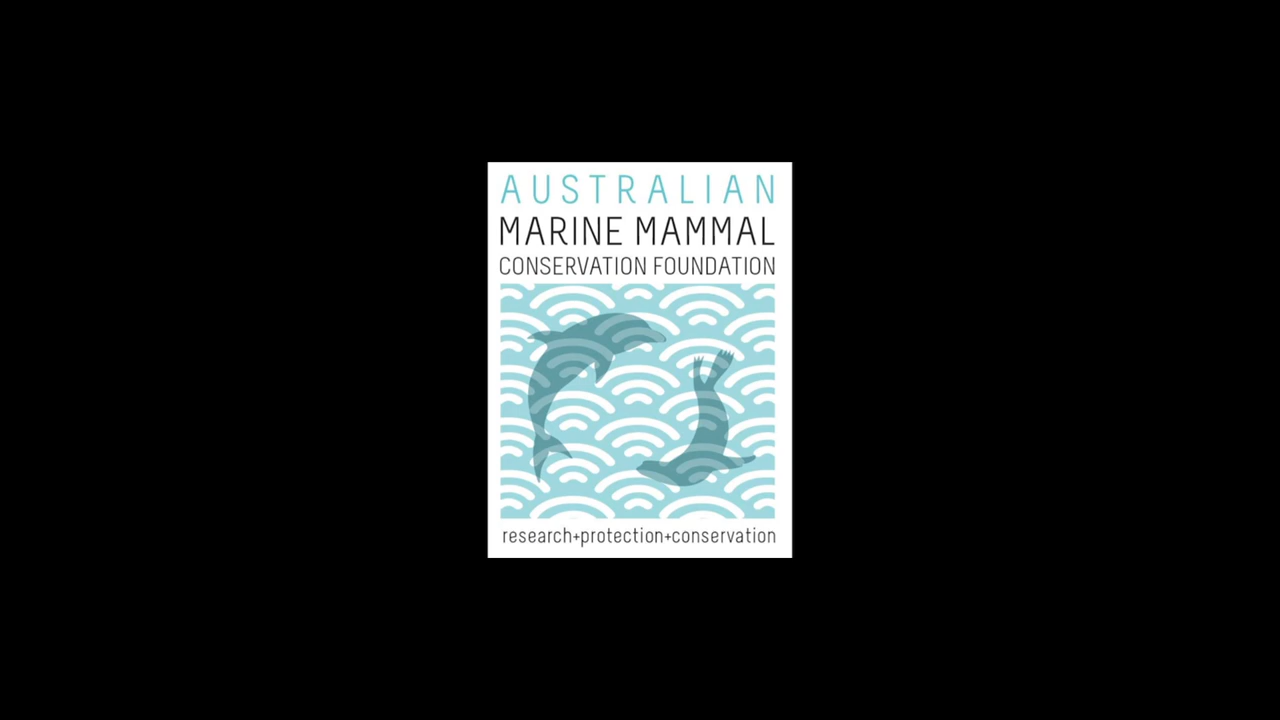 AUSTRALIAN
MARINE MAMMAL
CONSERVATION FOUNDATION
research+protection+conservation